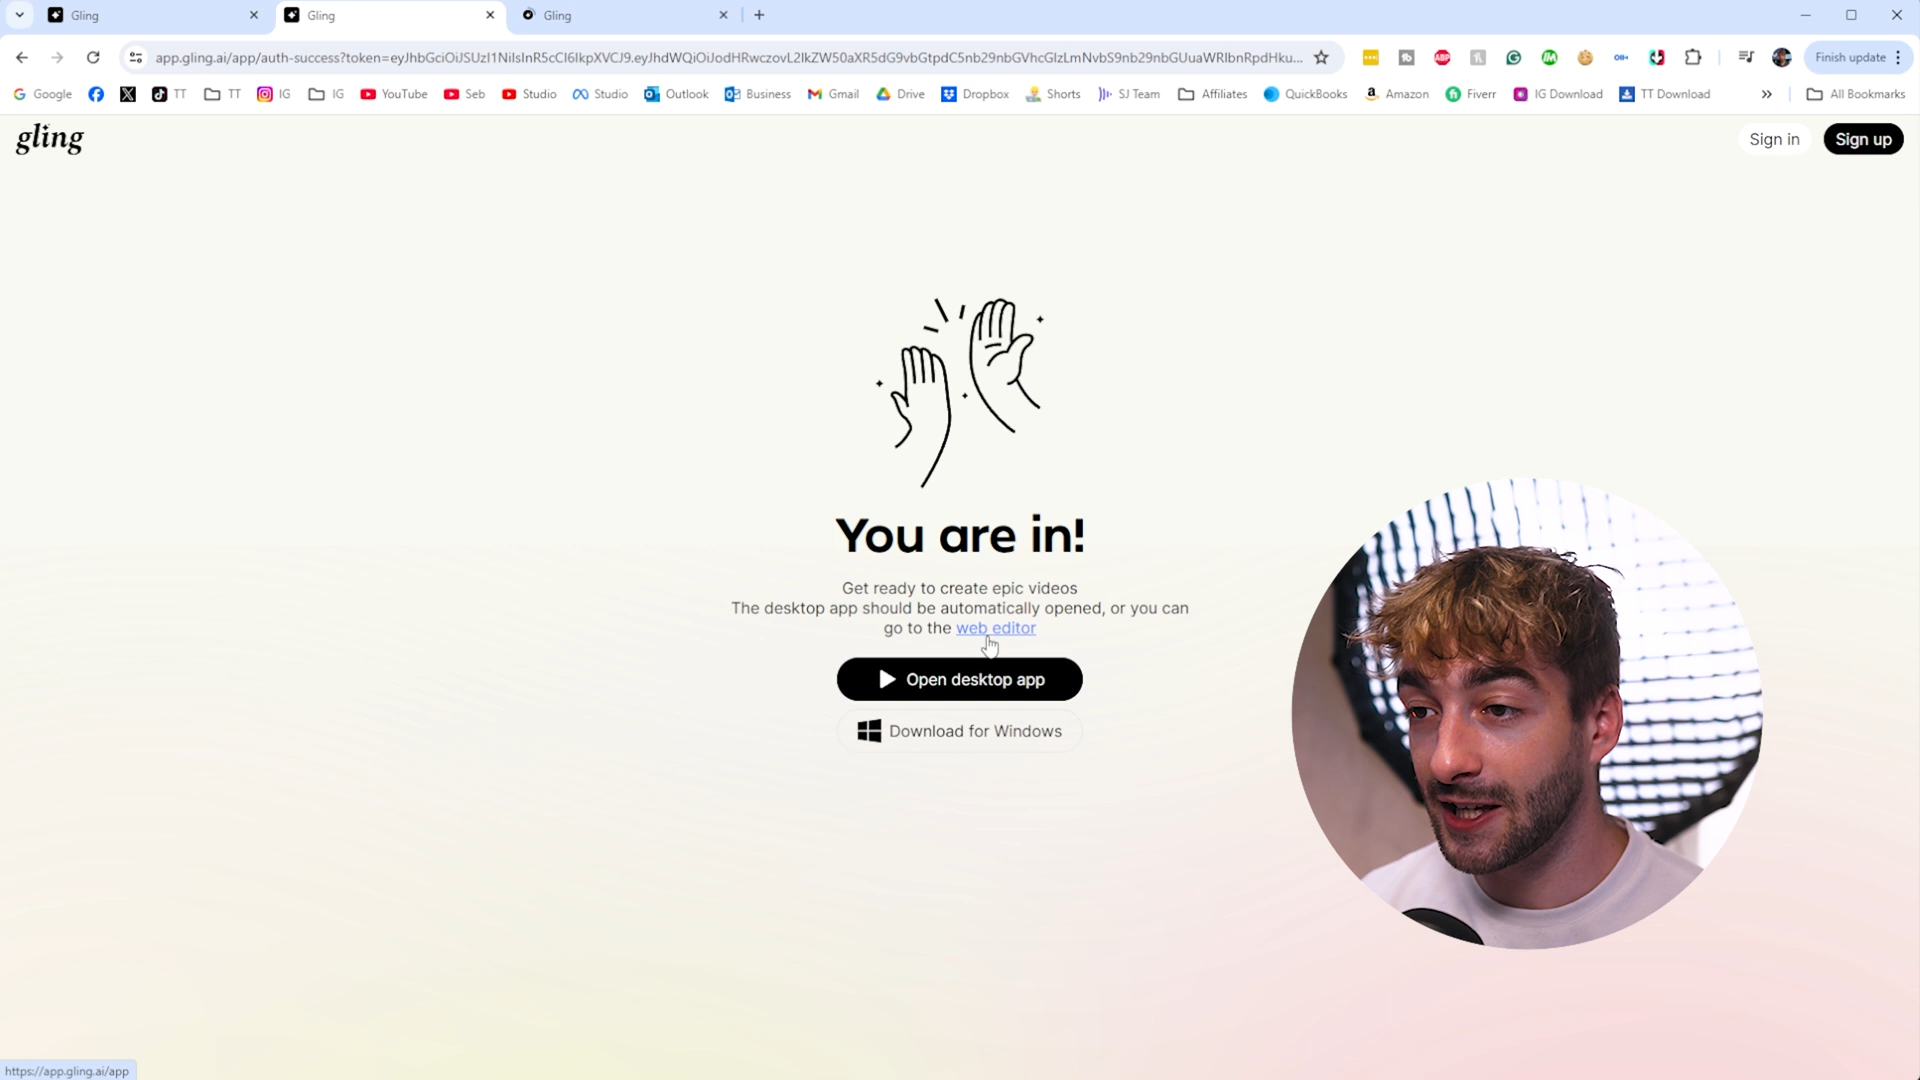 Gling
Gling
Gling
app.gling.ai/app/auth-success?token=eyJhbGciOiJSUzI1NiIsInR5cCI6IkpXVCJ9.eyJhdWQiOiJodHRwczovL2lkZW50aXR5dG9vbGtpdC5nb29nbGVhcGlzLmNvbS9nb29nbGUuaWRlbnRpdHku...
Finish update
Google
TT
TT
IG
IG
YouTube
Seb
Studio
Studio
Outlook
Business
Gmail
Drive
Dropbox
Shorts
SJ Team
Affiliates
QuickBooks
Amazon
Fiverr
IG Download
TT Download
All Bookmarks
gling
Sign in
Sign up
You are in!
Get ready to create epic videos
The desktop app should be automatically opened, or you can
go to the web editor
Open desktop app
Download for Windows
https://app.gling.ai/app